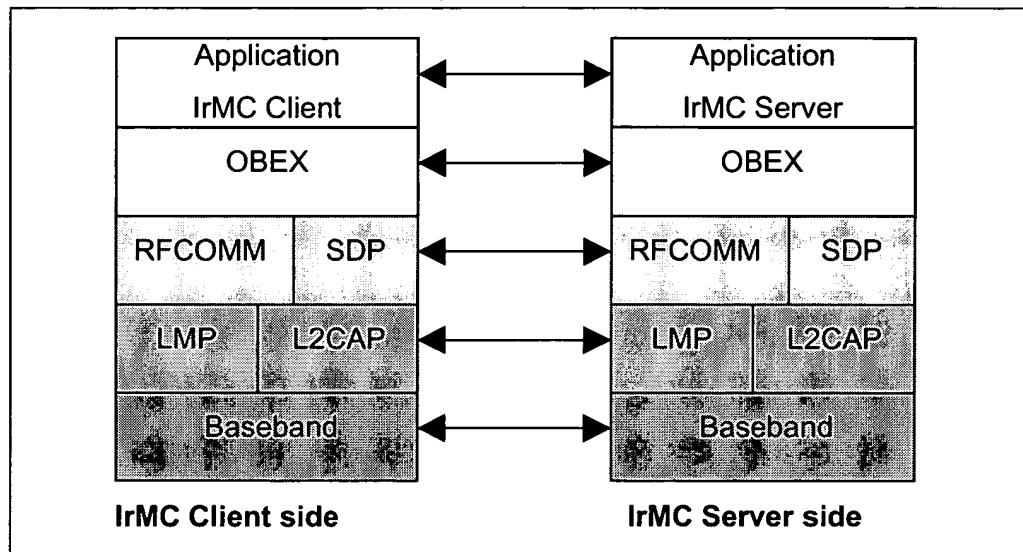 Application
IrMC Client
OBEX
RFCOMM SDP
LMP L2CAP
Baseband
IrMC Client side
Application
IrMC Server
OBEX
RFCOMM SDP
LMP L2CAP
Baseband
IrMC Server side